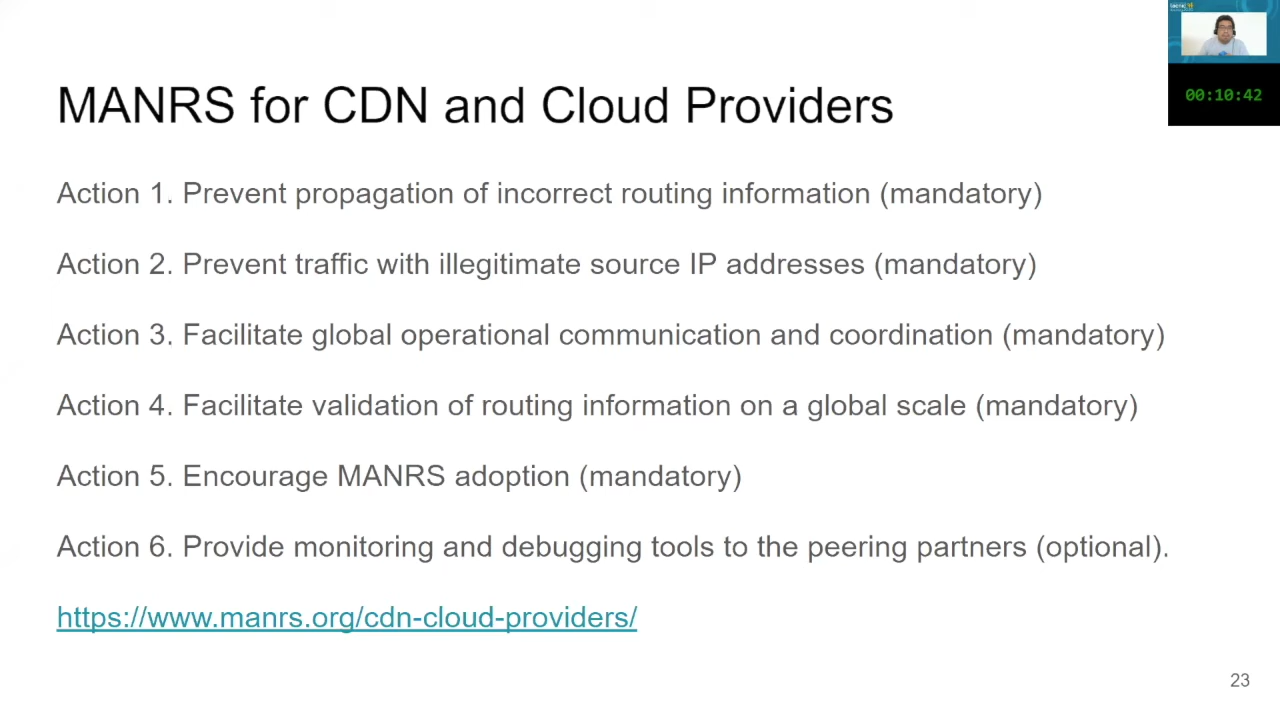 MANRS for CDN and Cloud Providers
00:10:42
Action 1. Prevent propagation of incorrect routing information (mandatory)
Action 2. Prevent traffic with illegitimate source IP addresses (mandatory)
Action 3. Facilitate global operational communication and coordination (mandatory)
Action 4. Facilitate validation of routing information on a global scale (mandatory)
Action 5. Encourage MANRS adoption (mandatory)
Action 6. Provide monitoring and debugging tools to the peering partners (optional).
https://www.manrs.org/cdn-cloud-providers/
23